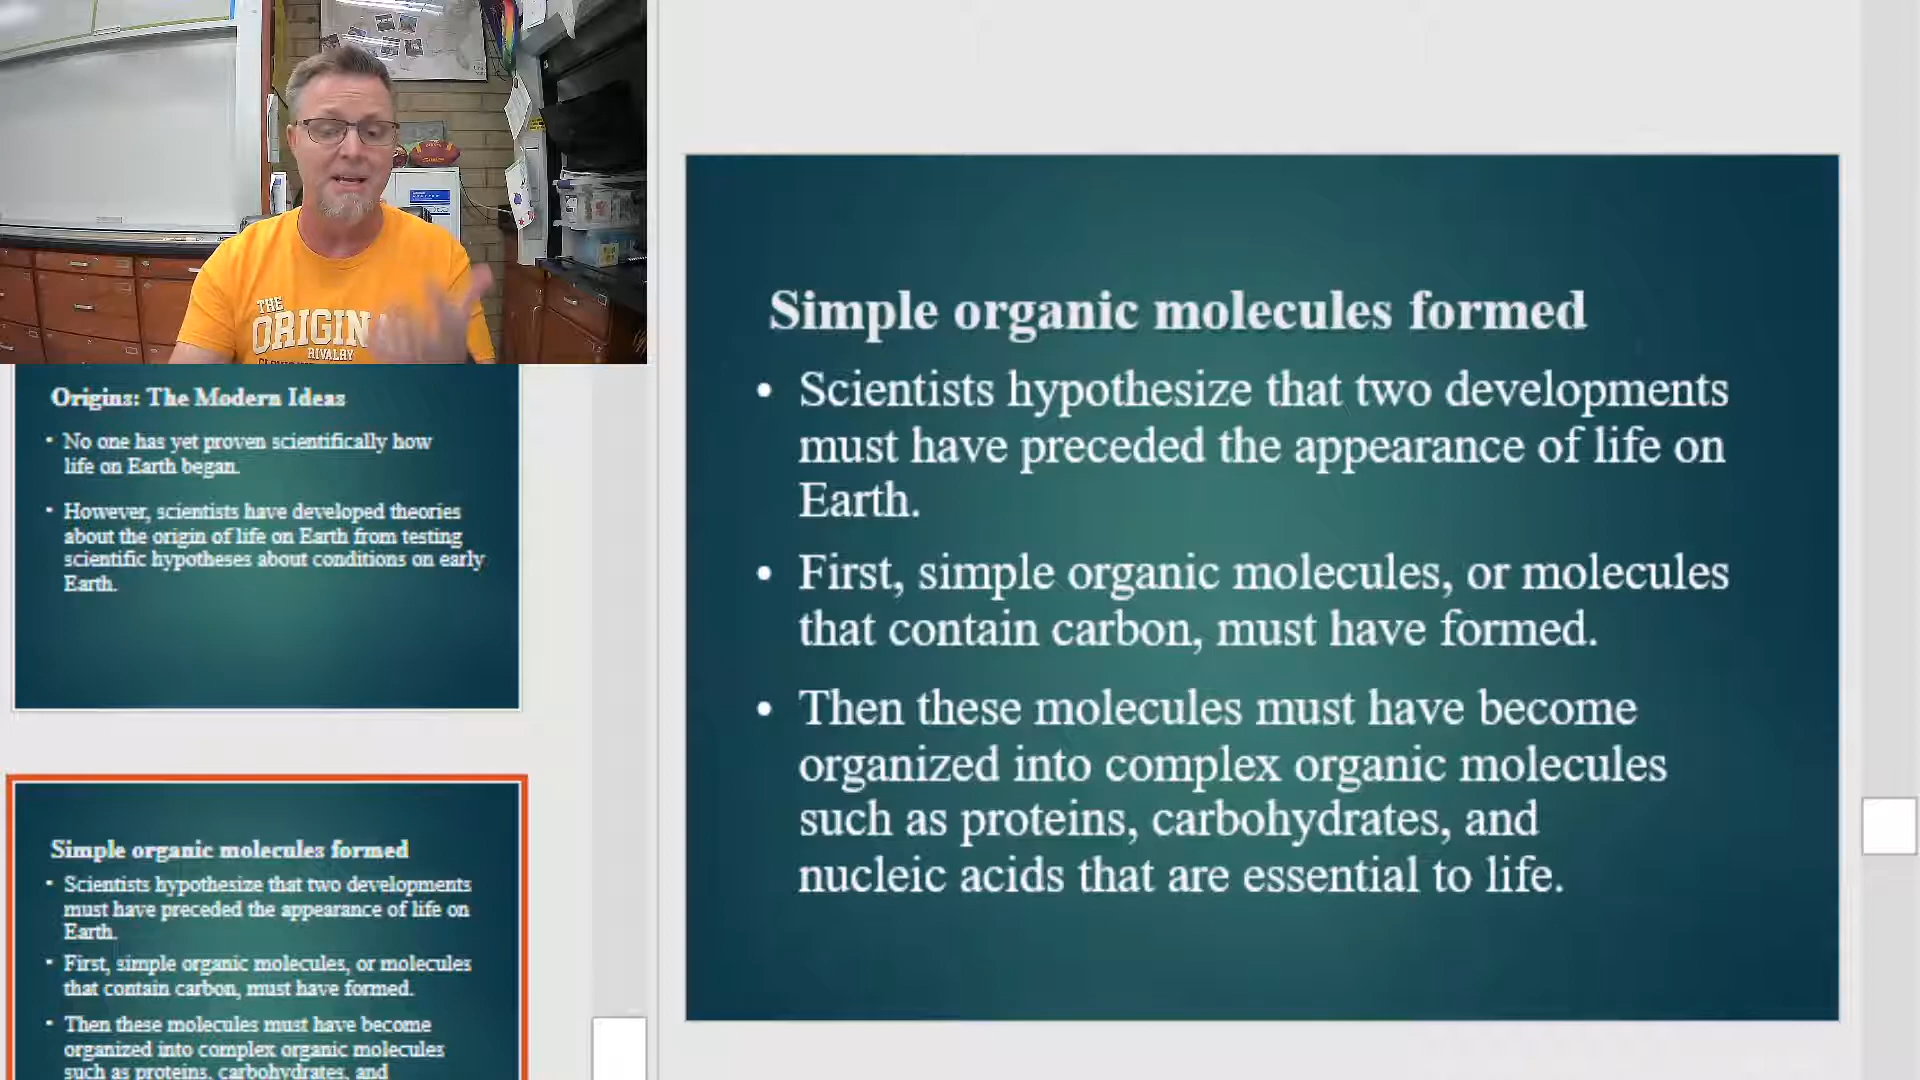 THE
ORIGIN
RIVALRY
Origins: The Modern Ideas
• No one has yet proven scientifically how
life on Earth began.
• However, scientists have developed theories
about the origin of life on Earth from testing
scientific hypotheses about conditions on early
Earth.
Simple organic molecules formed
• Scientists hypothesize that two developments
must have preceded the appearance of life on
Earth.
• First, simple organic molecules, or molecules
that contain carbon, must have formed.
• Then these molecules must have become
organized into complex organic molecules
such as proteins, carbohydrates, and
Simple organic molecules formed
• Scientists hypothesize that two developments
must have preceded the appearance of life on
Earth.
• First, simple organic molecules, or molecules
that contain carbon, must have formed.
• Then these molecules must have become
organized into complex organic molecules
such as proteins, carbohydrates, and
nucleic acids that are essential to life.